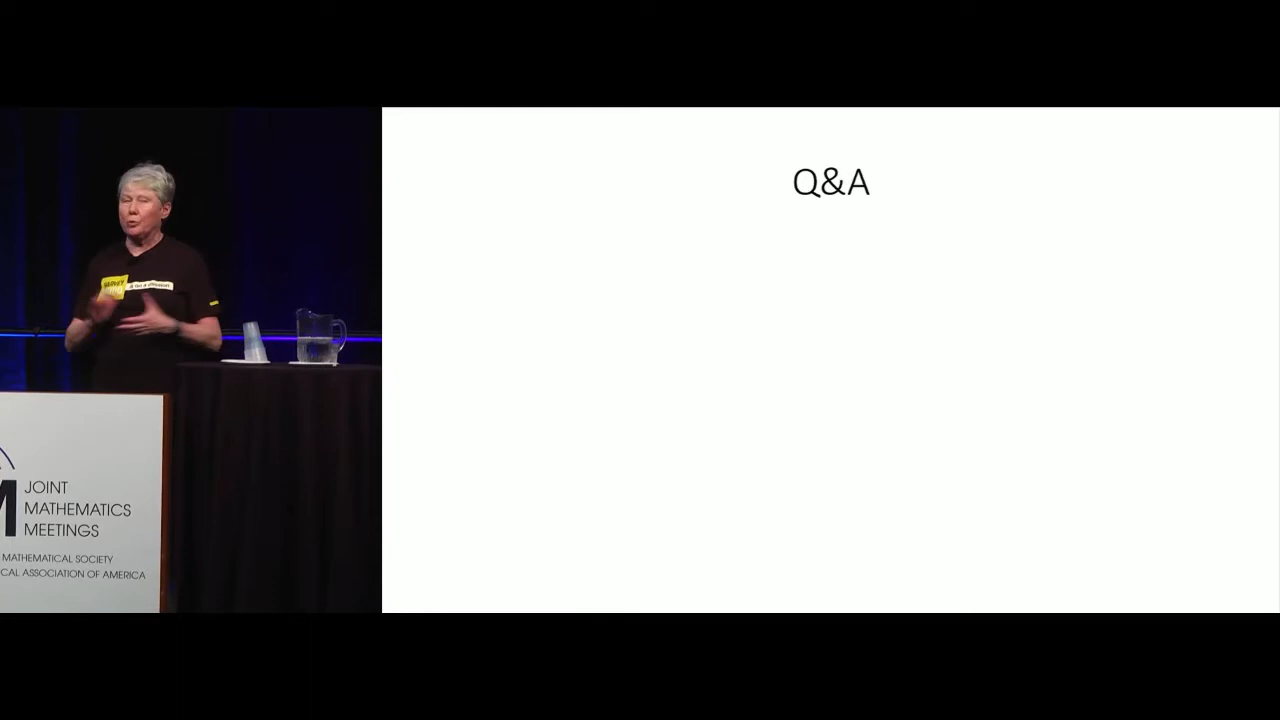 Q&A
M
JOINT
MATHEMATICS
MEETINGS
MATHEMATICAL SOCIETY
CAL ASSOCIATION OF AMERICA